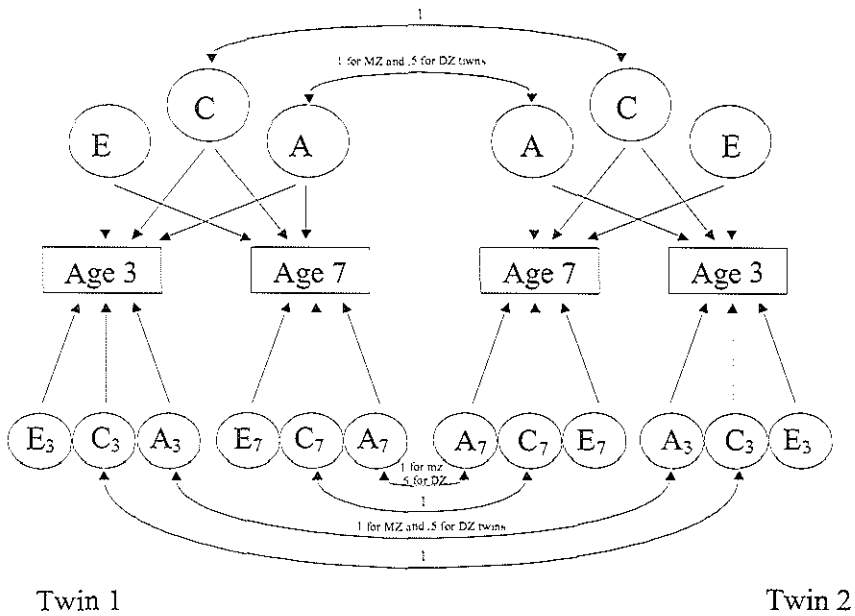 1
1 for MZ and .5 for DZ twns
C
C
E
A
A
E
Age 3
Age 7
Age 7
Age 3
E3
C3
A3
E7
C7
A7
A7
C7
E7
A3
C3
E3
1 for mz
.5 for DZ
1
1 for MZ and .5 for DZ twins
1
Twin 1
Twin 2